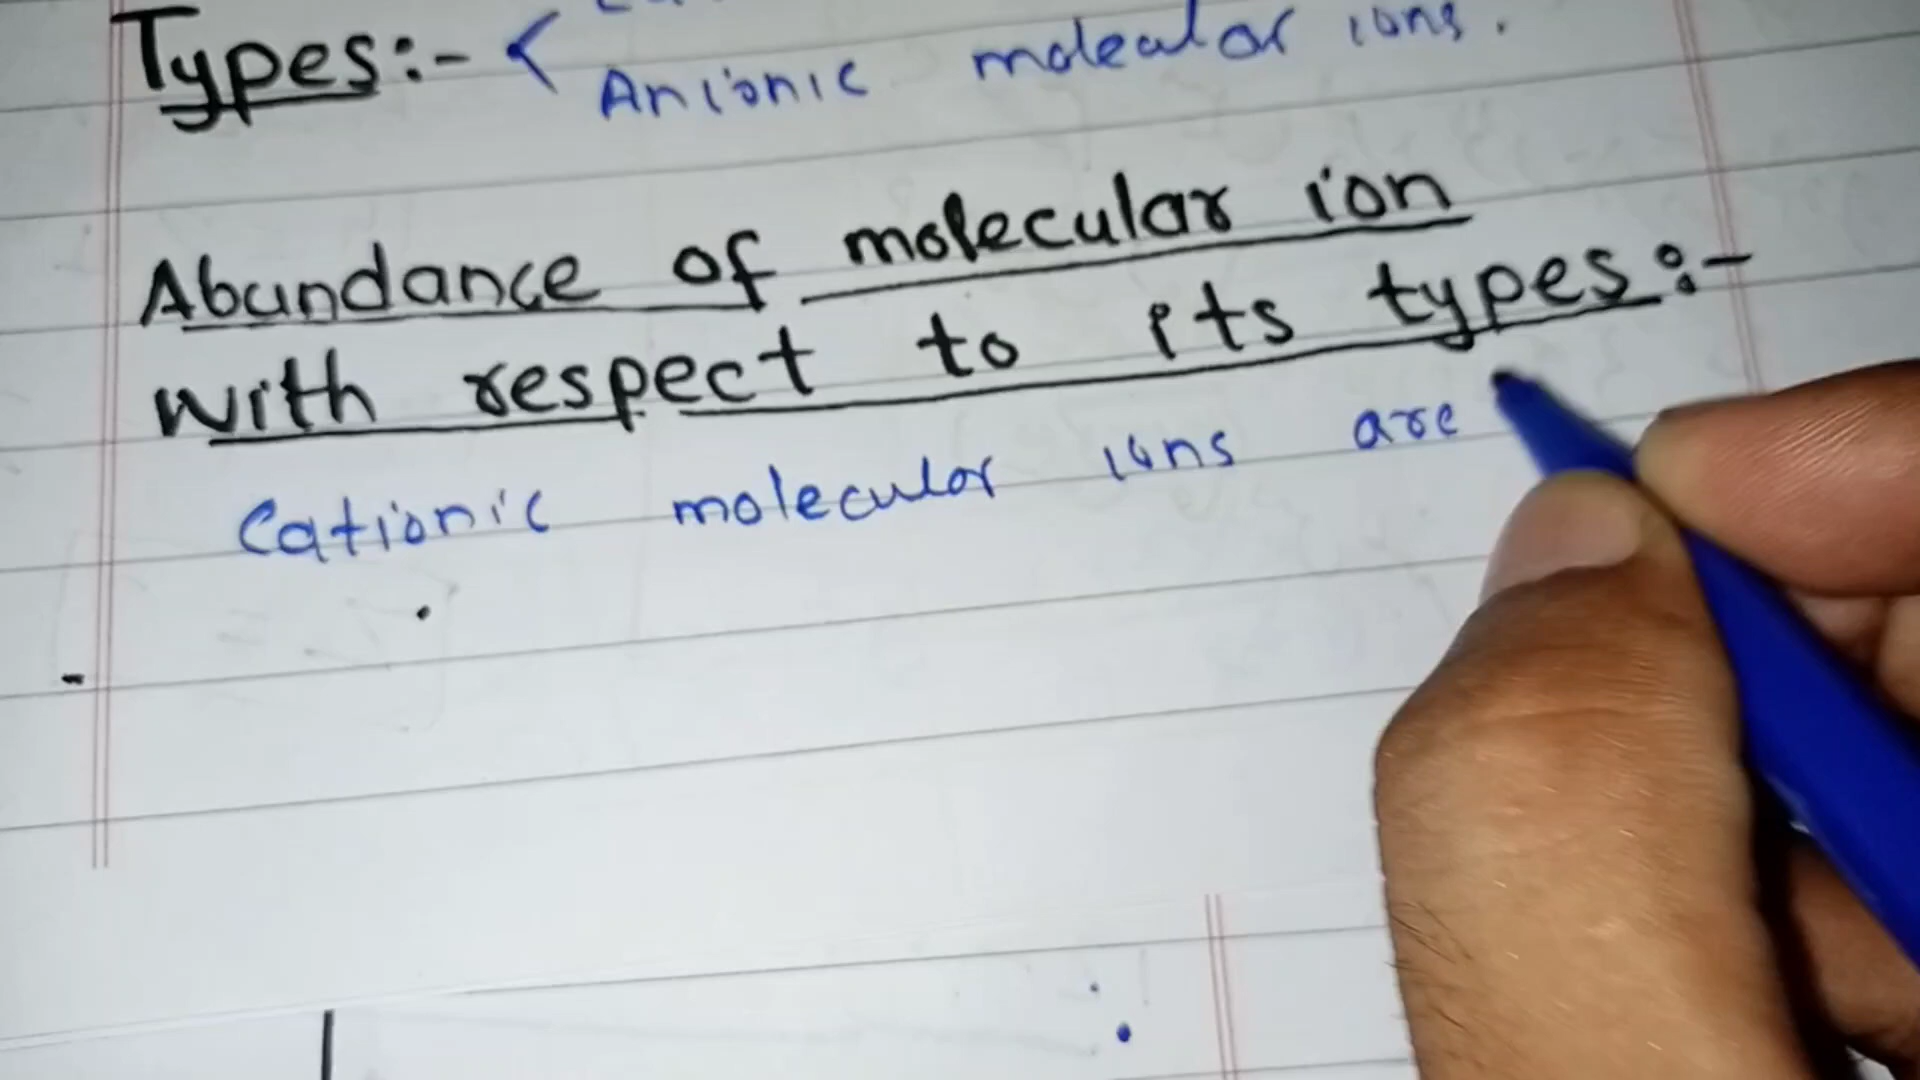 Types:- <
Anionic molecular ions.
Abundance of molecular ion
with respect to its types:-
Cationic molecular ions are